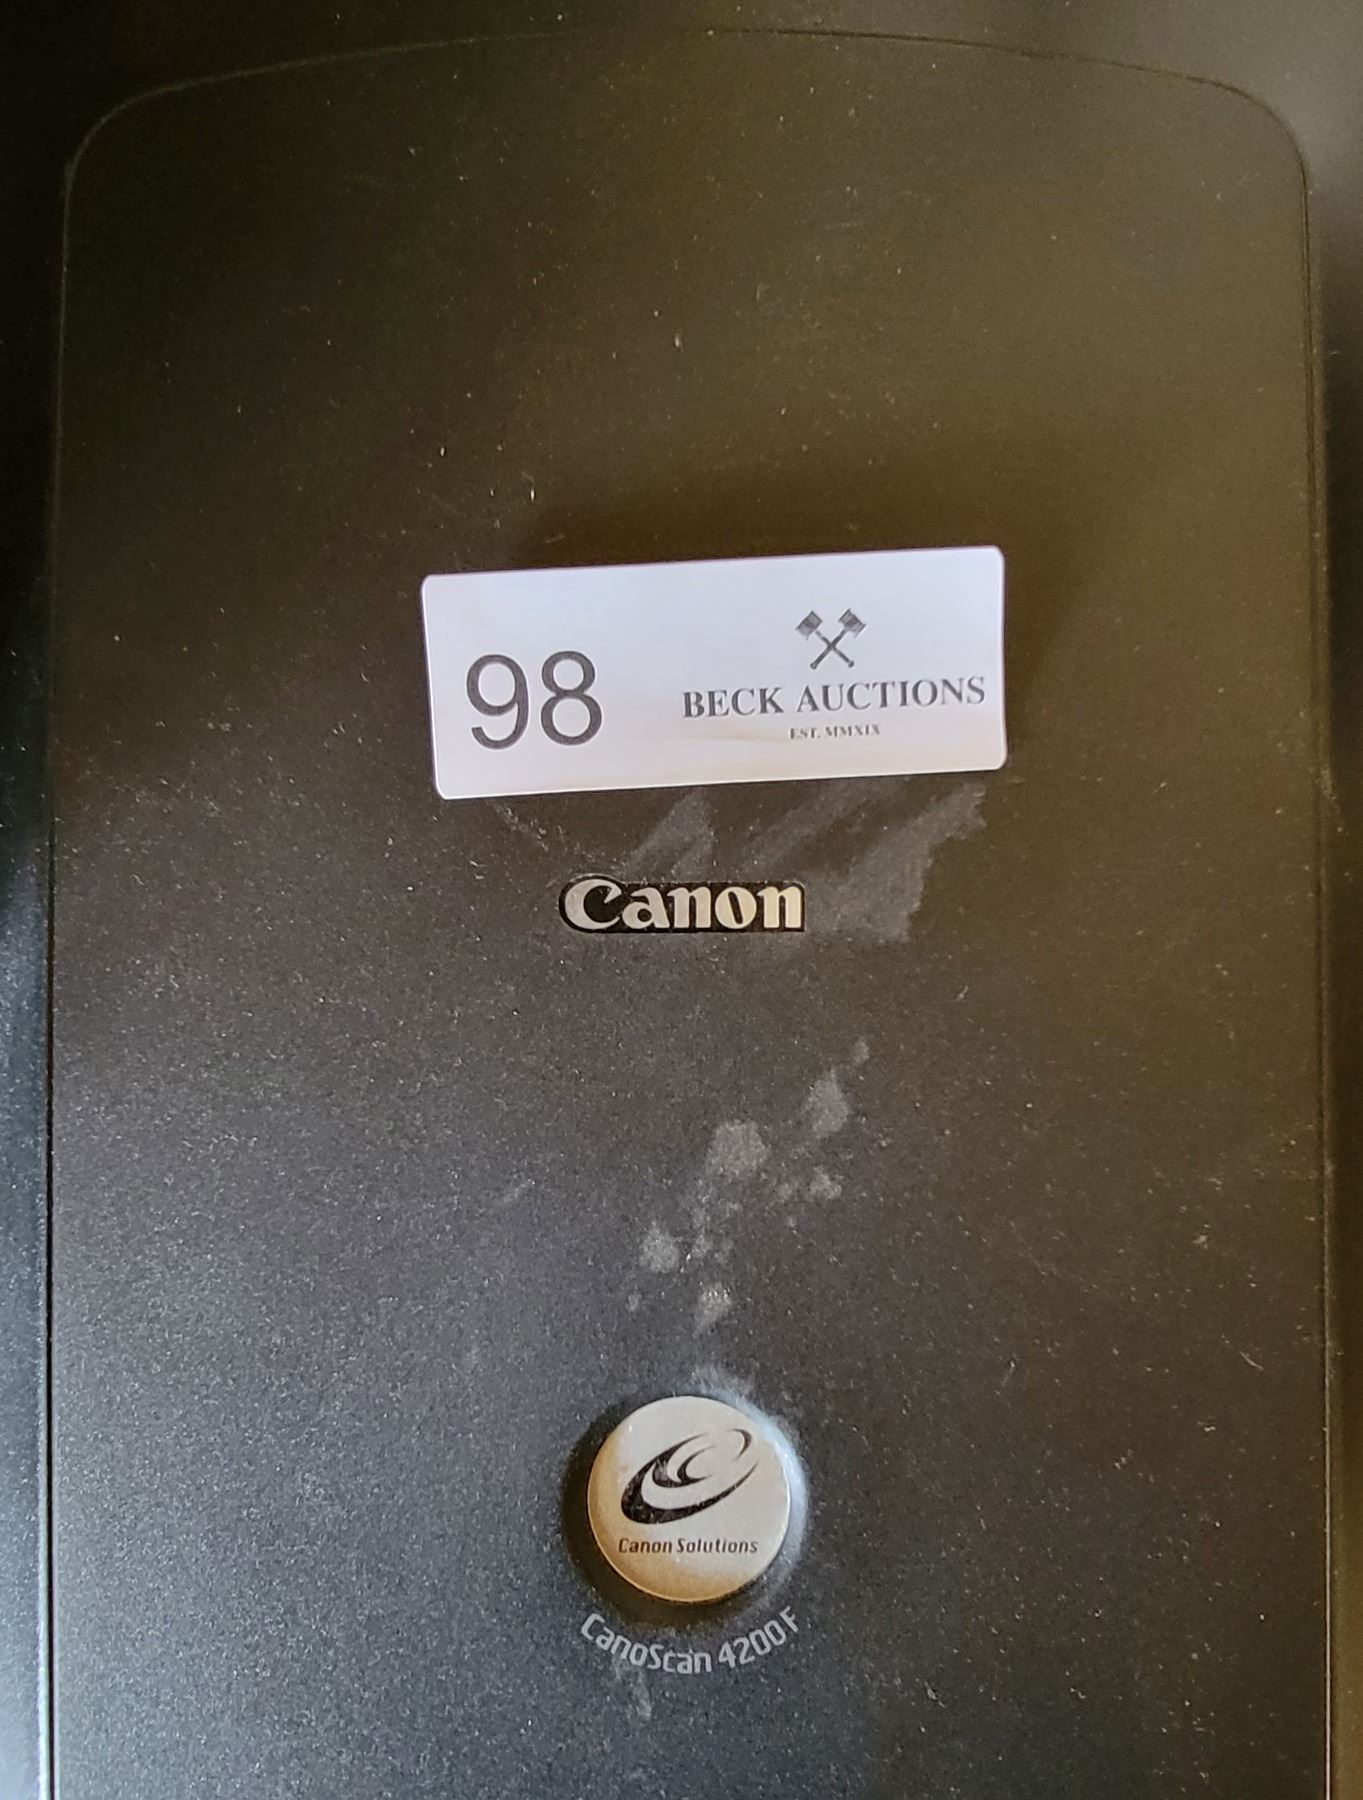 98
BECK AUCTIONS
EST. MMXIX
Canon
Canon Solutions
CanoScan 4200F